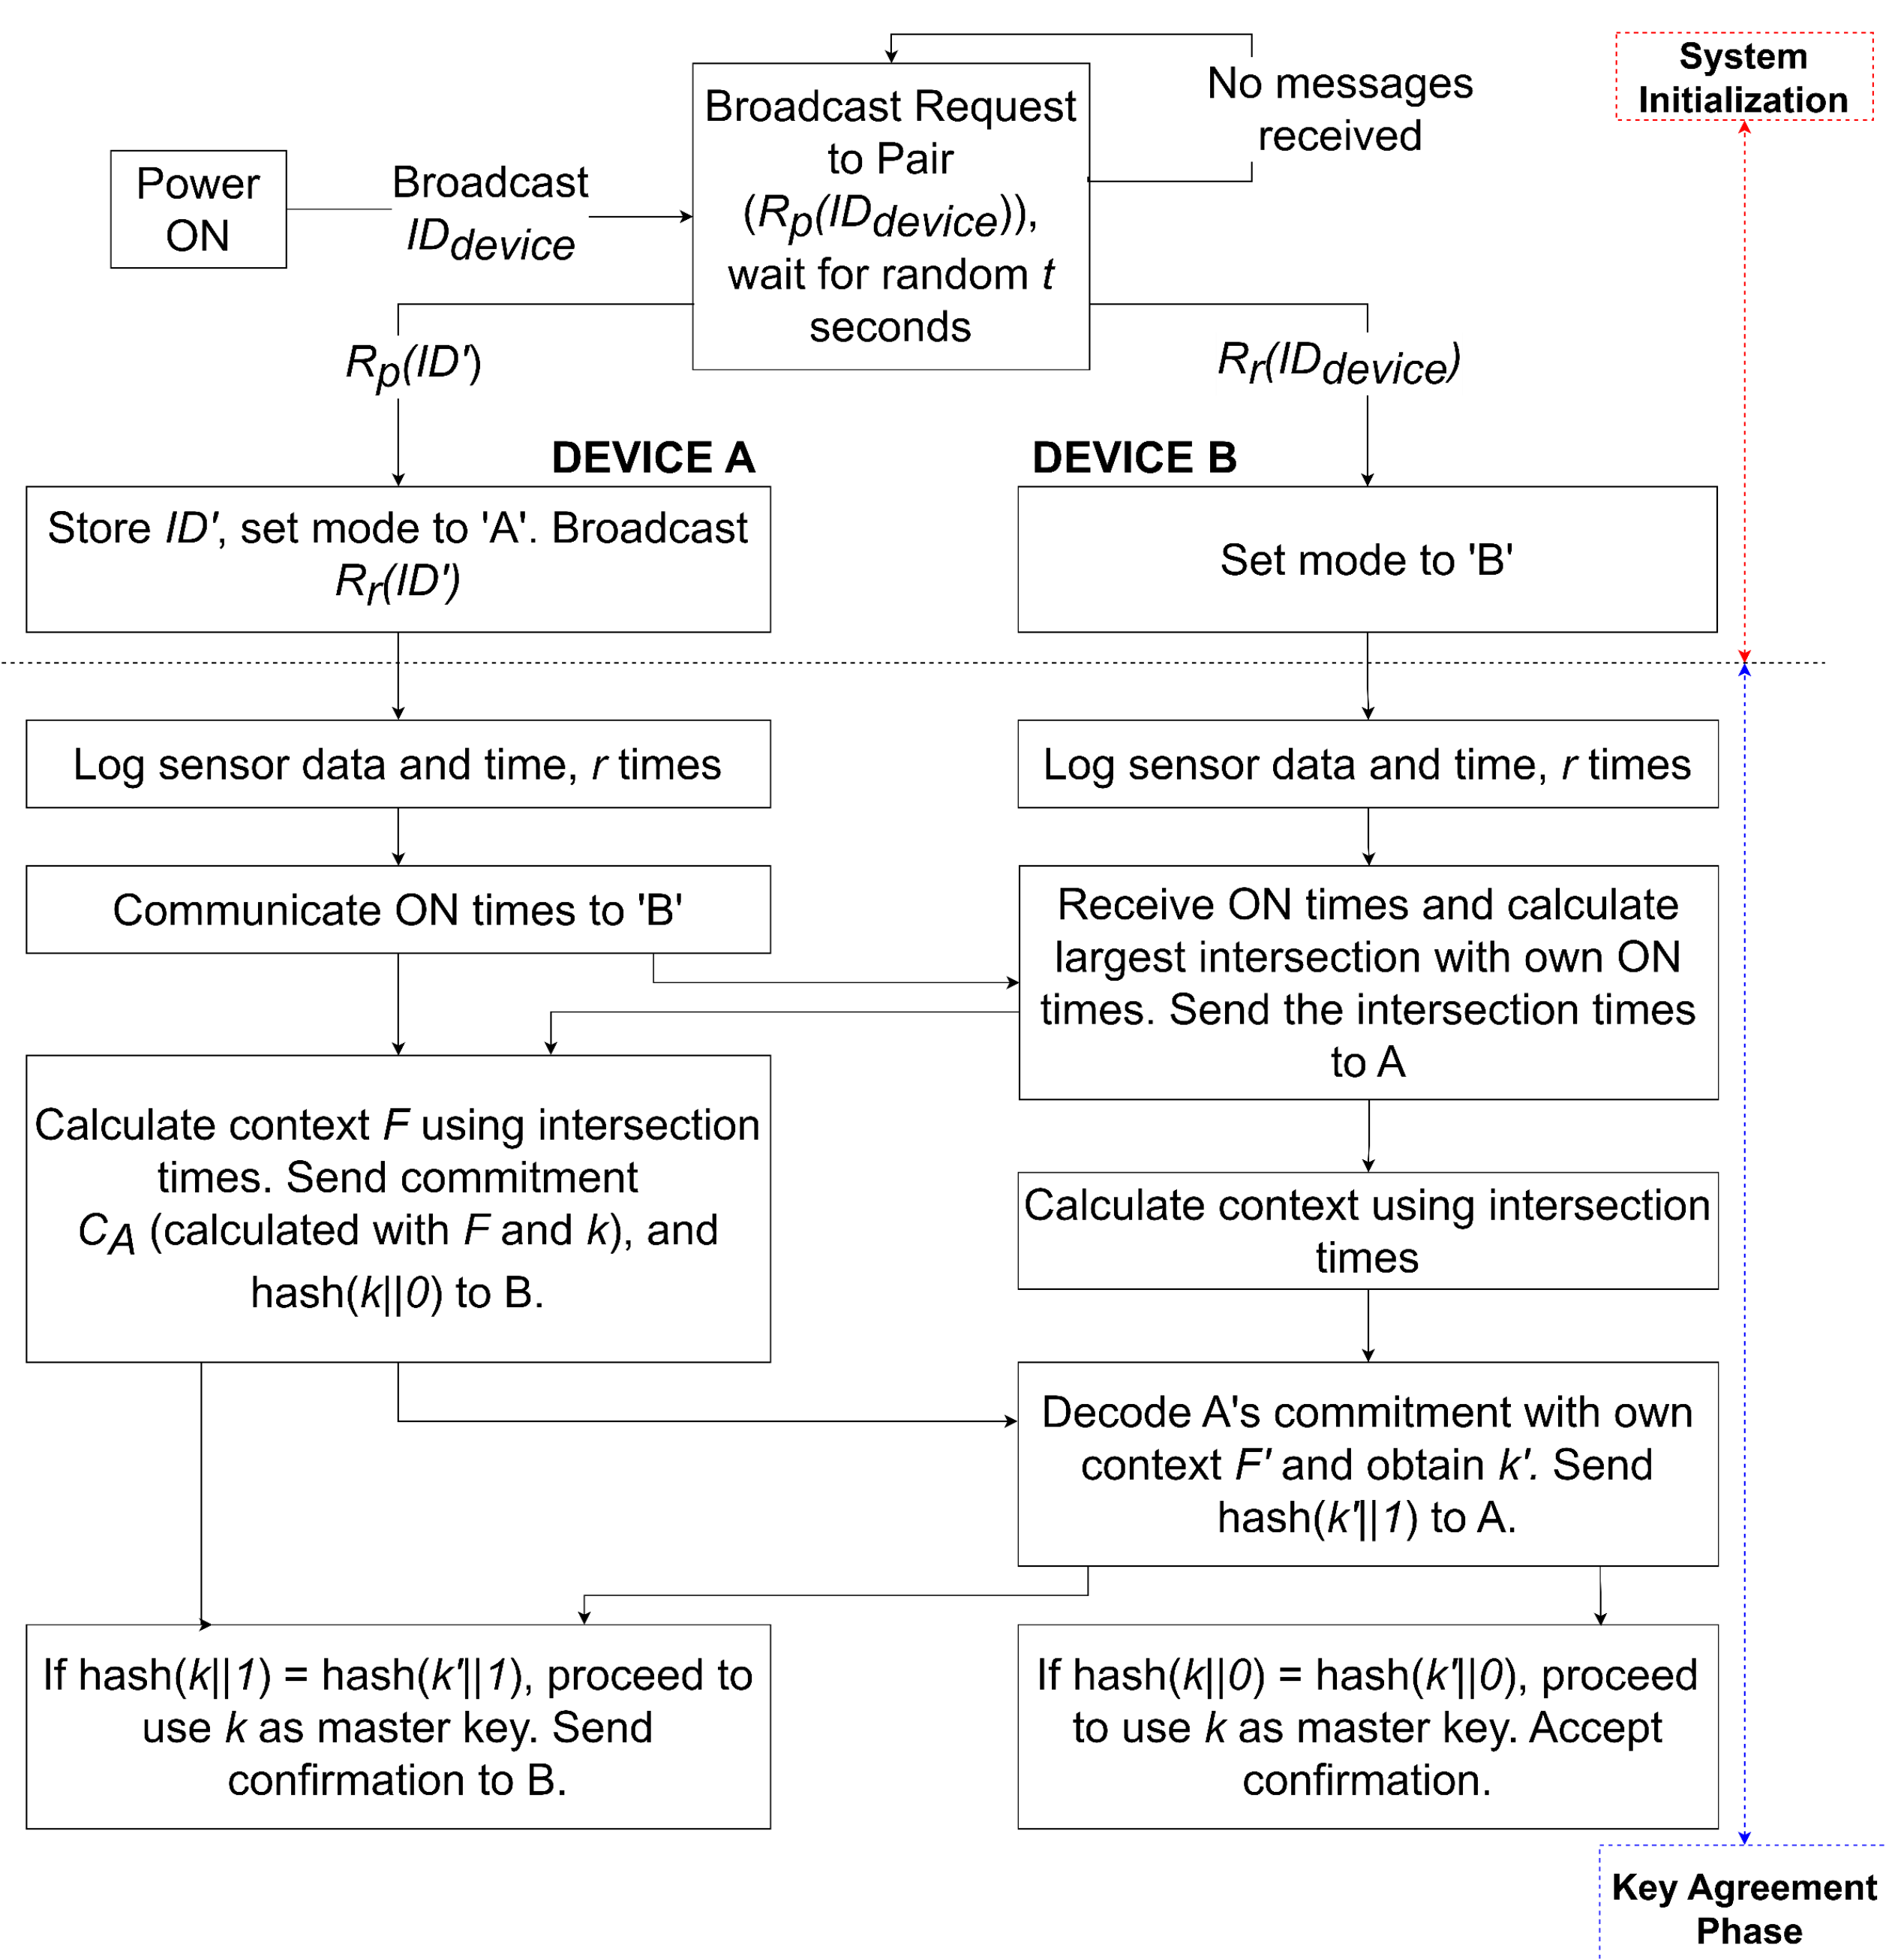 System
Initialization
No messages
received
Broadcast Request
to Pair
(Rp(IDdevice)),
wait for random t
seconds
Power
ON
Broadcast
IDdevice
Rp(ID')
Rr(IDdevice)
DEVICE A
DEVICE B
Store ID', set mode to 'A'. Broadcast
Rr(ID')
Set mode to 'B'
Log sensor data and time, r times
Log sensor data and time, r times
Communicate ON times to 'B'
Receive ON times and calculate
largest intersection with own ON
times. Send the intersection times
to A
Calculate context F using intersection
times. Send commitment
CA (calculated with F and k), and
hash(k||0) to B.
Calculate context using intersection
times
Decode A's commitment with own
context F' and obtain k'. Send
hash(k'||1) to A.
If hash(k||1) = hash(k'||1), proceed to
use k as master key. Send
confirmation to B.
If hash(k||0) = hash(k'||0), proceed
to use k as master key. Accept
confirmation.
Key Agreement
Phase